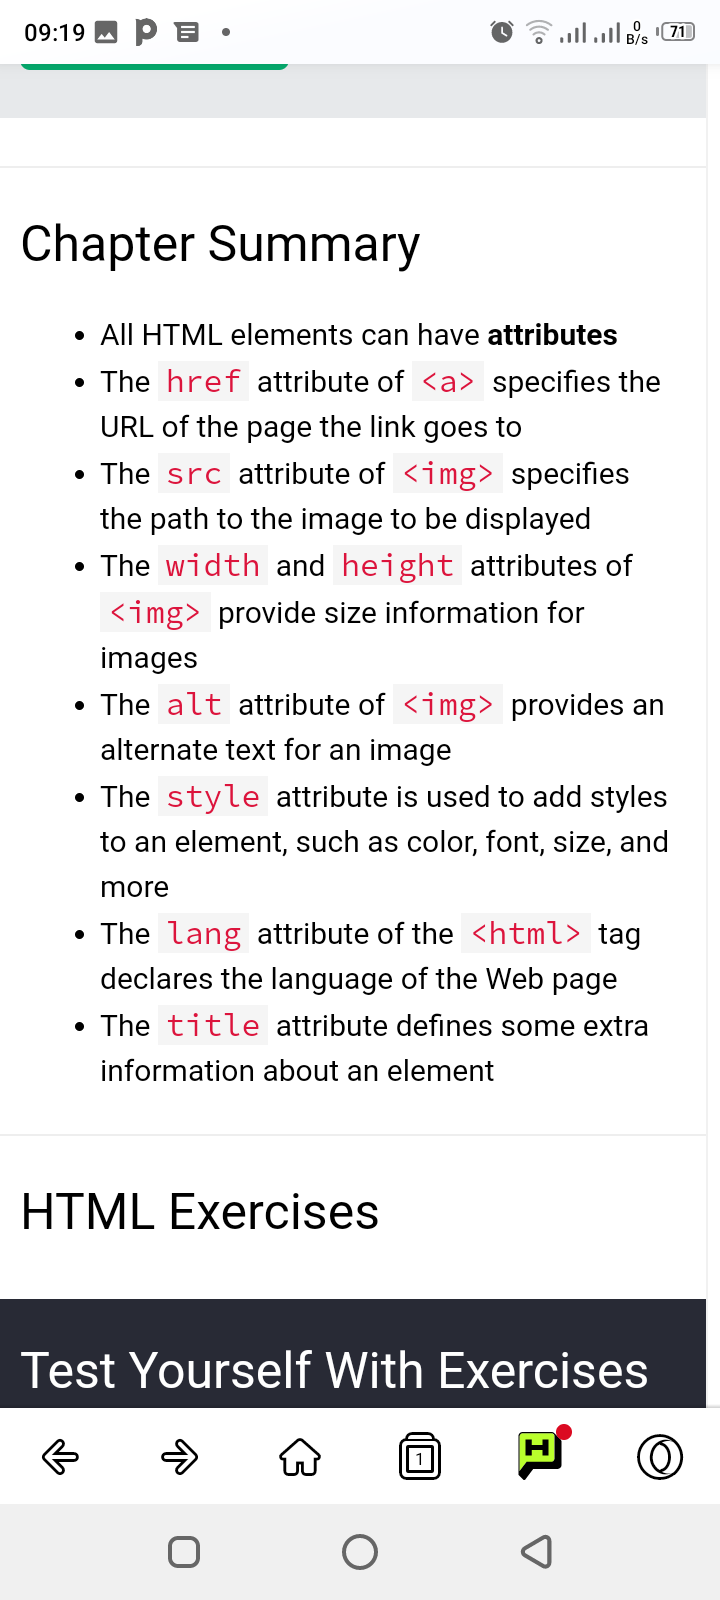 09:19
0
B/s
71
Chapter Summary
All HTML elements can have attributes
The href attribute of <a> specifies the
URL of the page the link goes to
The src attribute of <img> specifies
the path to the image to be displayed
The width and height attributes of
<img> provide size information for
images
The alt attribute of <img> provides an
alternate text for an image
The style attribute is used to add styles
to an element, such as color, font, size, and
more
The lang attribute of the <html> tag
declares the language of the Web page
The title attribute defines some extra
information about an element
HTML Exercises
Test Yourself With Exercises
1
H